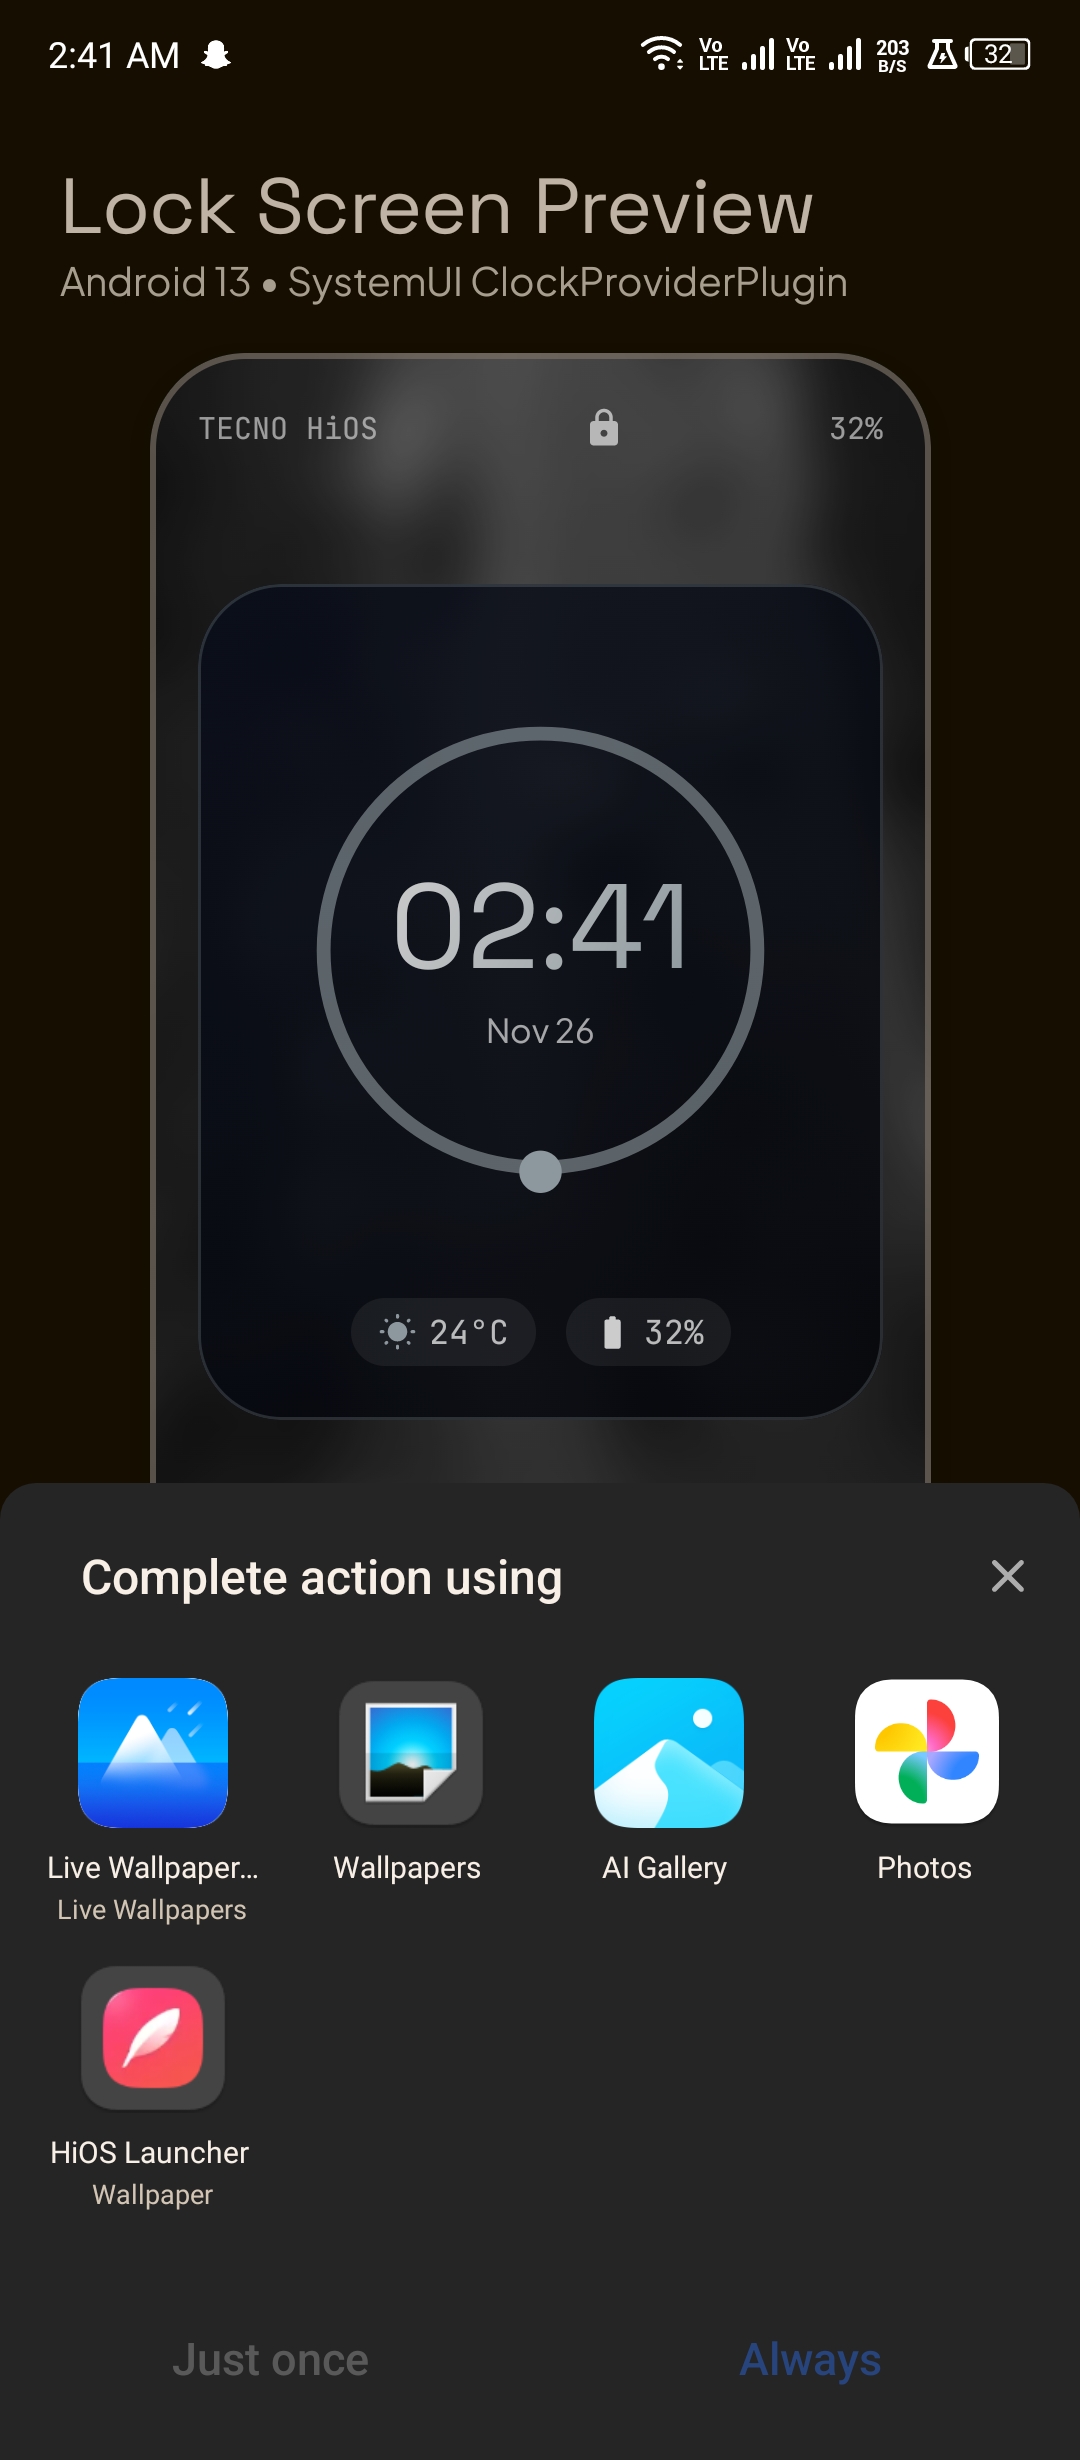 2:41 AM
Vo LTE
Vo LTE
203 B/S
32
Lock Screen Preview
Android 13 • SystemUI ClockProviderPlugin
TECNO HiOS
32%
02:41
Nov 26
24°C
32%
Complete action using
Live Wallpaper...
Live Wallpapers
Wallpapers
AI Gallery
Photos
HiOS Launcher
Wallpaper
Just once
Always